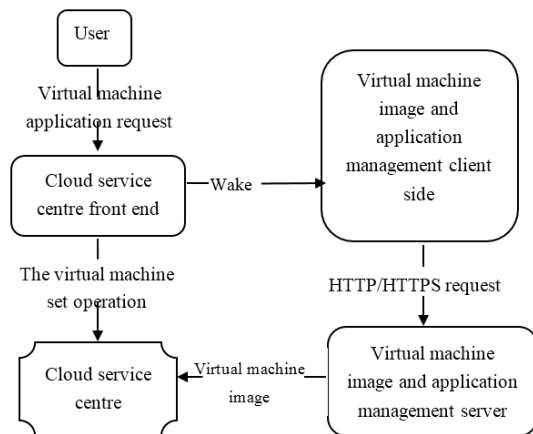 User
Virtual machine
application request
Cloud service
centre front end
Wake
Virtual machine
image and
application
management client
side
The virtual machine
set operation
HTTP/HTTPS request
Cloud service
centre
Virtual machine
image
Virtual machine
image and application
management server